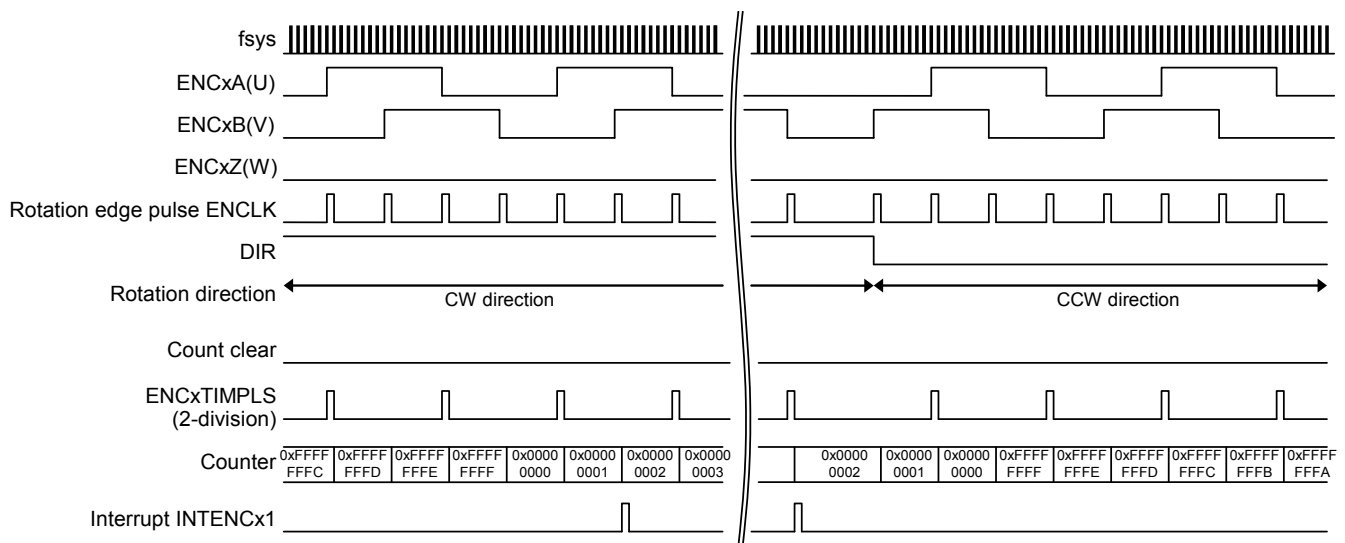 fsys
ENCxA(U)
ENCxB(V)
ENCxZ(W)
Rotation edge pulse ENCLK
DIR
Rotation direction
CW direction
CCW direction
Count clear
ENCxTIMPLS
(2-division)
Counter
0xFFFF 0xFFFF 0xFFFF 0xFFFF 0x0000 0x0000 0x0000 0x0000 0x0000 0x0000 0x0000 0xFFFF 0xFFFF 0xFFFF 0xFFFF 0xFFFF 0xFFFF
FFFC FFFD FFFE FFFF 0000 0001 0002 0003 0002 0001 0000 FFFF FFFE FFFD FFFC FFFB FFFA
Interrupt INTENCx1